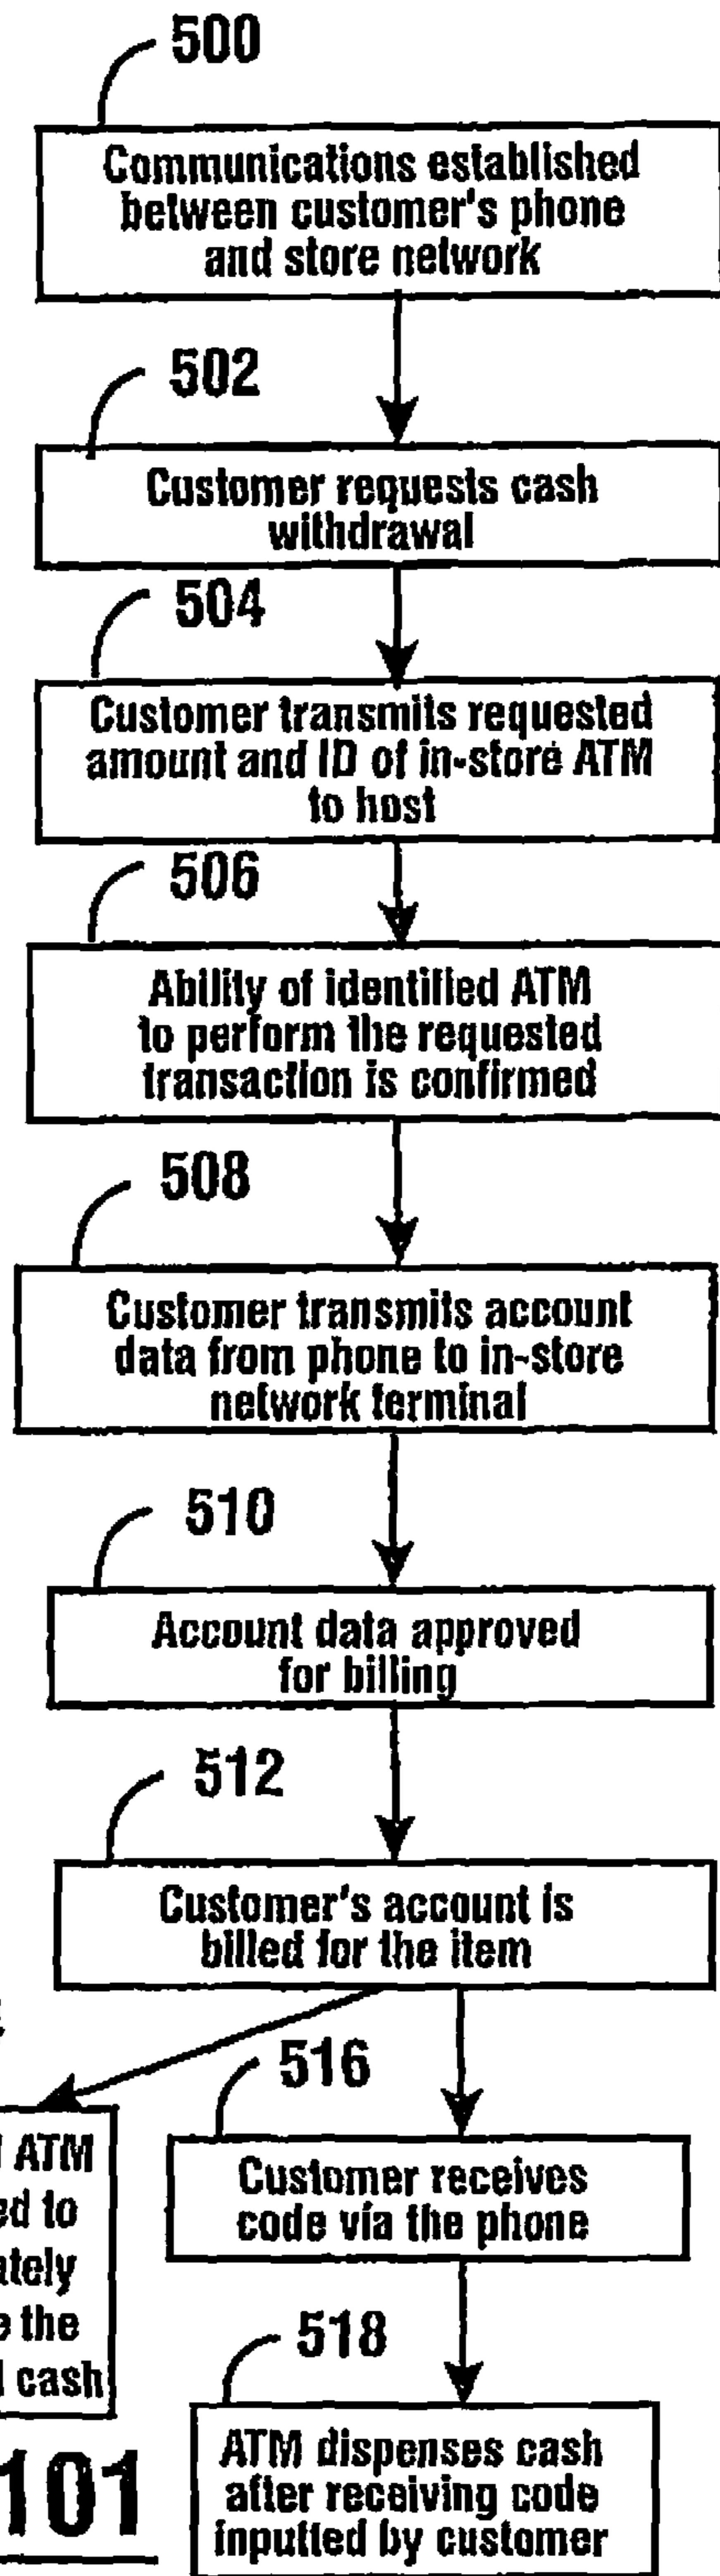 500
Communications established
between customer's phone
and store network
502
Customer requests cash
withdrawal
504
Customer transmits requested
amount and ID of in-store ATM
to host
506
Ability of identified ATM
to perform the requested
transaction is confirmed
508
Customer transmits account
data from phone to in-store
network terminal
510
Account data approved
for billing
512
Customer's account is
billed for the item
ATM
to
the
cash
516
Customer receives
code via the phone
518
ATM dispenses cash
after receiving code
inputted by customer
101